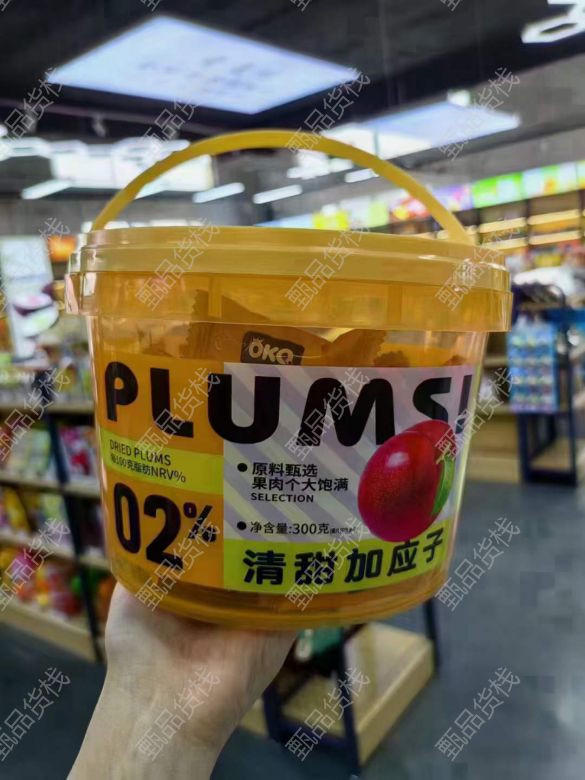 ÖKQ
PLUMS!
DRIED PLUMS
每100克脂肪NRV%
02%
原料甄选
果肉个大饱满
SELECTION
净含量:300克
清甜加应子
甄品货栈